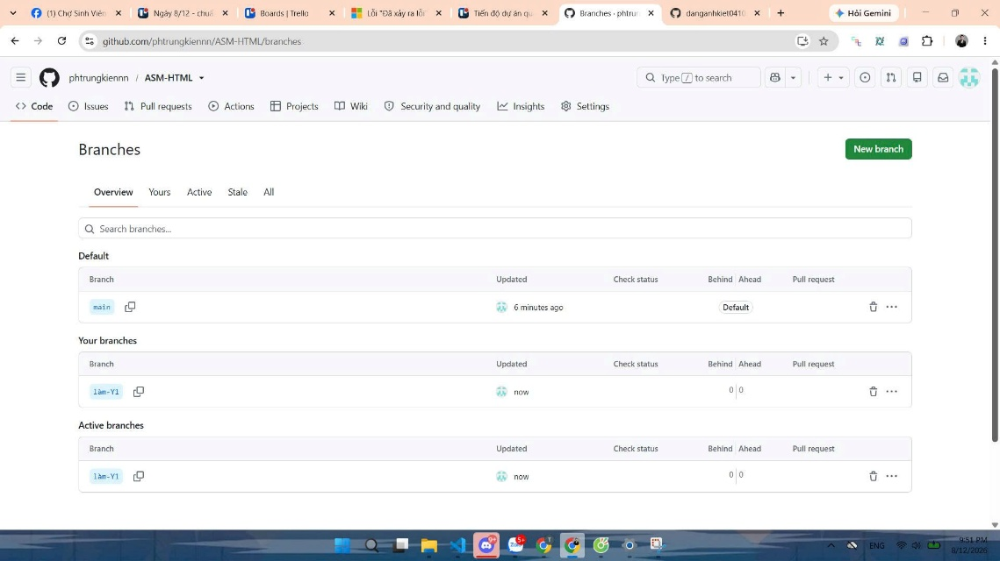 (1) Chợ Sinh Viên
Ngày 8/12 - chuẩ
Boards | Trello
Lỗi "Đã xảy ra lỗi
Tiến độ dự án qu
Branches · phtrun
danganhkiet0410
Hỏi Gemini
github.com/phtrungkiennn/ASM-HTML/branches
phtrungkiennn / ASM-HTML
Type / to search
Code
Issues
Pull requests
Actions
Projects
Wiki
Security and quality
Insights
Settings
Branches
New branch
Overview
Yours
Active
Stale
All
Search branches...
Default
Branch Updated Check status Behind Ahead Pull request
main 6 minutes ago Default
Your branches
Branch Updated Check status Behind Ahead Pull request
làm-Y1 now 0 0
Active branches
Branch Updated Check status Behind Ahead Pull request
làm-Y1 now 0 0
5+
ENG
9:51 PM
8/12/2026